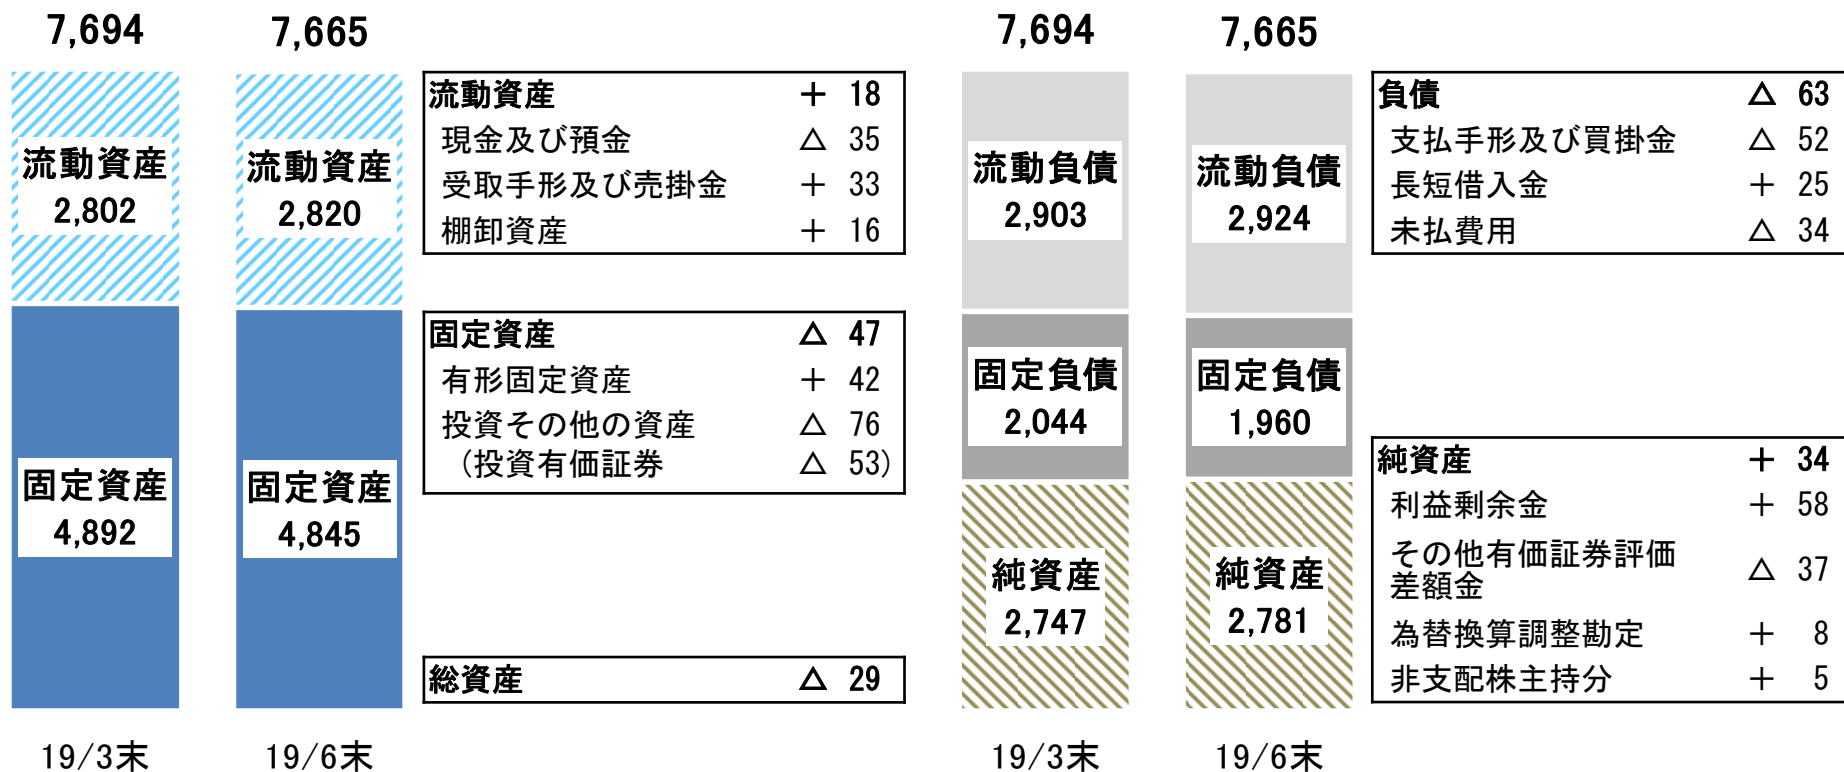 7,694
7,665
流動資産
2,802
流動資産
2,820
固定資産
4,892
固定資産
4,845
19/3末
19/6末
流動資産 + 18
現金及び預金 △ 35
受取手形及び売掛金 + 33
棚卸資産 + 16
固定資産 △ 47
有形固定資産 + 42
投資その他の資産 △ 76
(投資有価証券 △ 53)
総資産 △ 29
7,694
7,665
流動負債
2,903
流動負債
2,924
固定負債
2,044
固定負債
1,960
純資産
2,747
純資産
2,781
19/3末
19/6末
負債 △ 63
支払手形及び買掛金 △ 52
長短借入金 + 25
未払費用 △ 34
純資産 + 34
利益剰余金 + 58
その他有価証券評価
差額金 △ 37
為替換算調整勘定 + 8
非支配株主持分 + 5